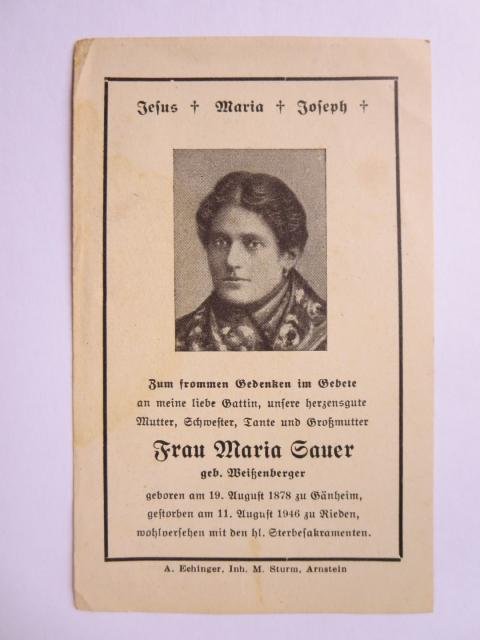 Jesus † Maria † Joseph †
Zum frommen Gedenken im Gebete
an meine liebe Gattin, unsere herzensgute
Mutter, Schwester, Tante und Großmutter
Frau Maria Sauer
geb. Weißenberger
geboren am 19. August 1878 zu Gänheim,
gestorben am 11. August 1946 zu Rieden,
wohlversehen mit den hl. Sterbesakramenten.
A. Echinger, Inh. M. Sturm, Arnstein